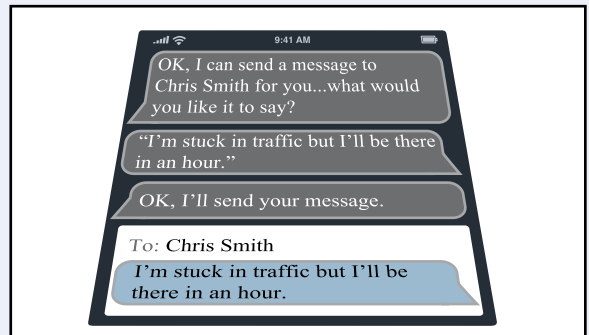 9:41 AM
OK, I can send a message to
Chris Smith for you...what would
you like it to say?
“I’m stuck in traffic but I’ll be there
in an hour.”
OK, I’ll send your message.
To: Chris Smith
I’m stuck in traffic but I’ll be
there in an hour.